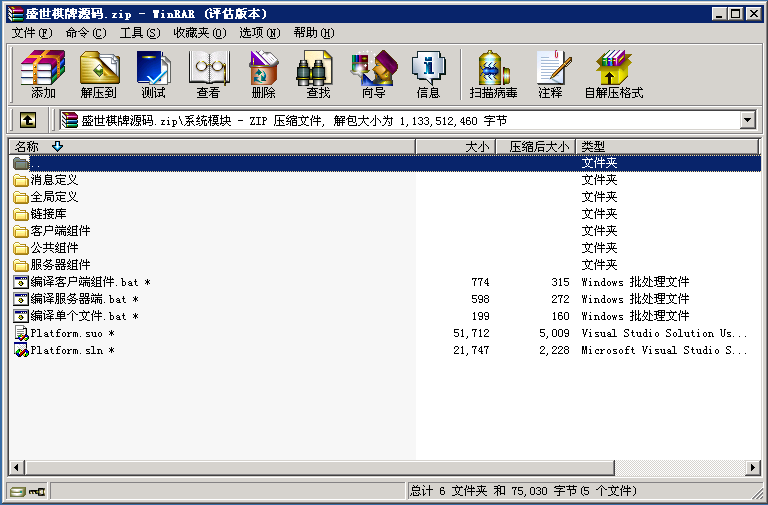 盛世棋牌源码.zip - WinRAR (评估版本)
文件(F) 命令(C) 工具(S) 收藏夹(O) 选项(N) 帮助(H)
添加 解压到 测试 查看 删除 查找 向导 信息 扫描病毒 注释 自解压格式
盛世棋牌源码.zip\系统模块 - ZIP 压缩文件, 解包大小为 1,133,512,460 字节
名称 大小 压缩后大小 类型
.. 文件夹
消息定义 文件夹
全局定义 文件夹
链接库 文件夹
客户端组件 文件夹
公共组件 文件夹
服务器组件 文件夹
编译客户端组件.bat * 774 315 Windows 批处理文件
编译服务器端.bat * 598 272 Windows 批处理文件
编译单个文件.bat * 199 160 Windows 批处理文件
Platform.suo * 51,712 5,009 Visual Studio Solution Us...
Platform.sln * 21,747 2,228 Microsoft Visual Studio S...
总计 6 文件夹 和 75,030 字节(5 个文件)